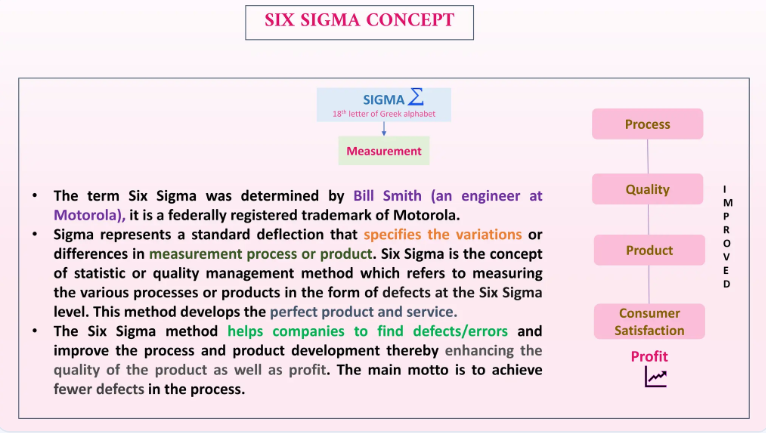 SIX SIGMA CONCEPT
SIGMA Σ
18th letter of Greek alphabet
Measurement
• The term Six Sigma was determined by Bill Smith (an engineer at
Motorola), it is a federally registered trademark of Motorola.
• Sigma represents a standard deflection that specifies the variations or
differences in measurement process or product. Six Sigma is the concept
of statistic or quality management method which refers to measuring
the various processes or products in the form of defects at the Six Sigma
level. This method develops the perfect product and service.
• The Six Sigma method helps companies to find defects/errors and
improve the process and product development thereby enhancing the
quality of the product as well as profit. The main motto is to achieve
fewer defects in the process.
Process
Quality
Product
Consumer
Satisfaction
Profit
IMPROVED